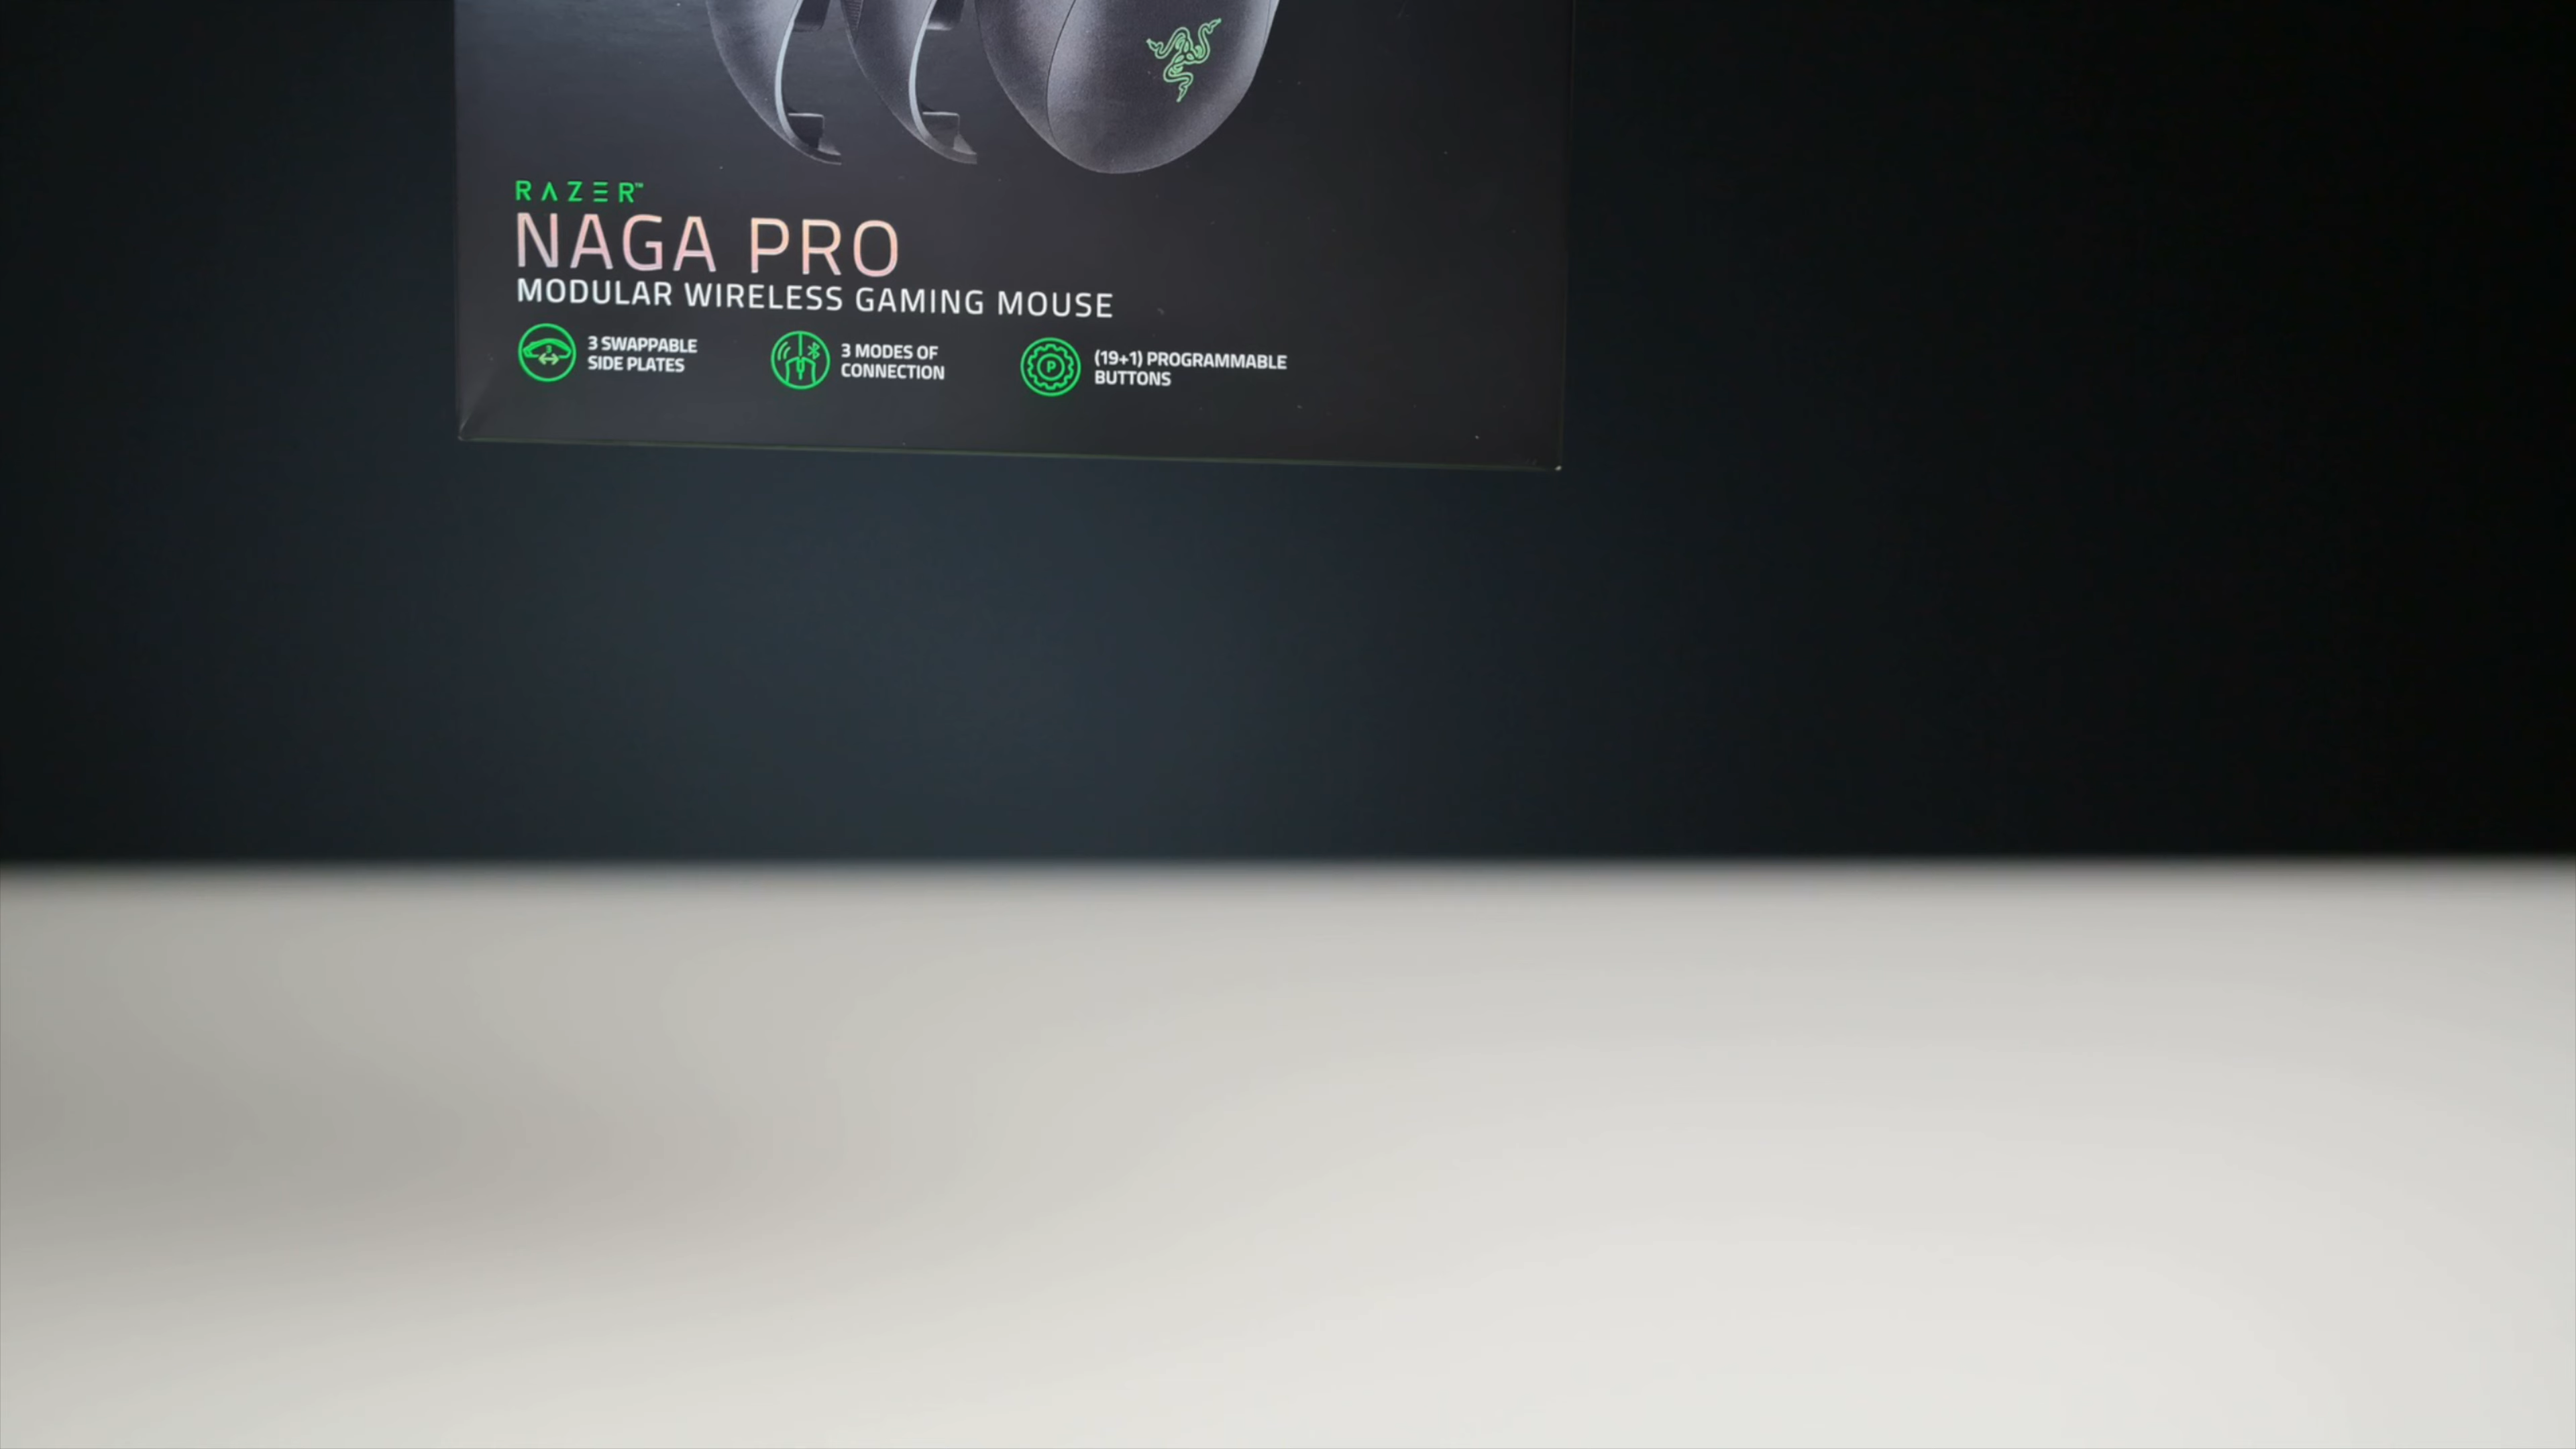 RAZER™
NAGA PRO
MODULAR WIRELESS GAMING MOUSE
3 SWAPPABLE
SIDE PLATES
3 MODES OF
CONNECTION
(19+1) PROGRAMMABLE
BUTTONS